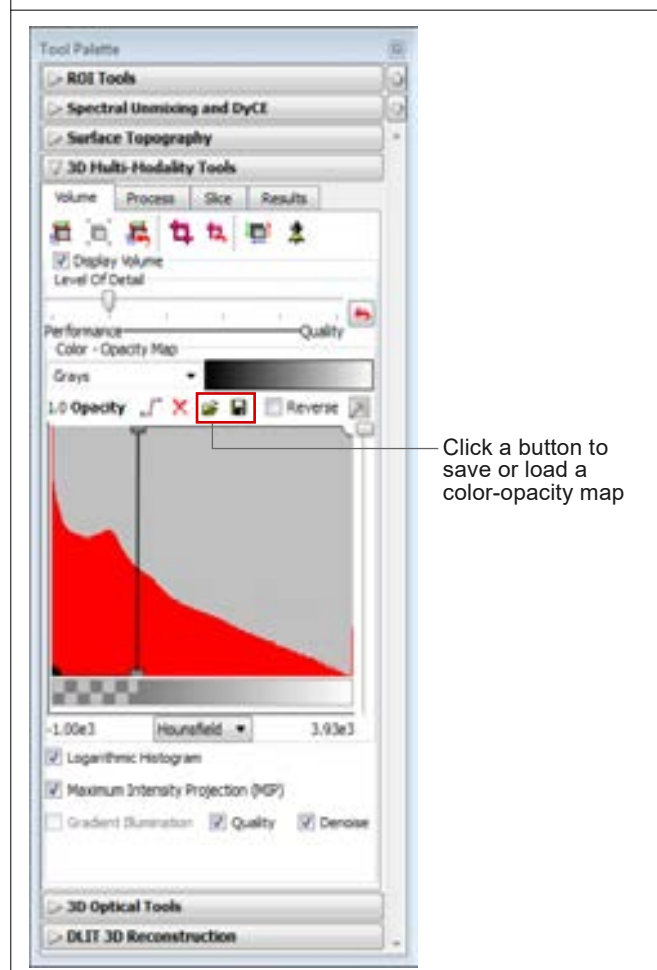 Tool Palette
ROI Tools
Spectral Unmixing and DyCE
Surface Topography
3D Multi-Modality Tools
Volume Process Slice Results
Display Volume
Level Of Detail
Performance Quality
Color - Opacity Map
Grays
1.0 Opacity Reverse
Click a button to
save or load a
color-opacity map
-1.00e3 Hounsfield 3.93e3
Logarithmic Histogram
Maximum Intensity Projection (MIP)
Gradient Illumination Quality Denoise
3D Optical Tools
DLIT 3D Reconstruction